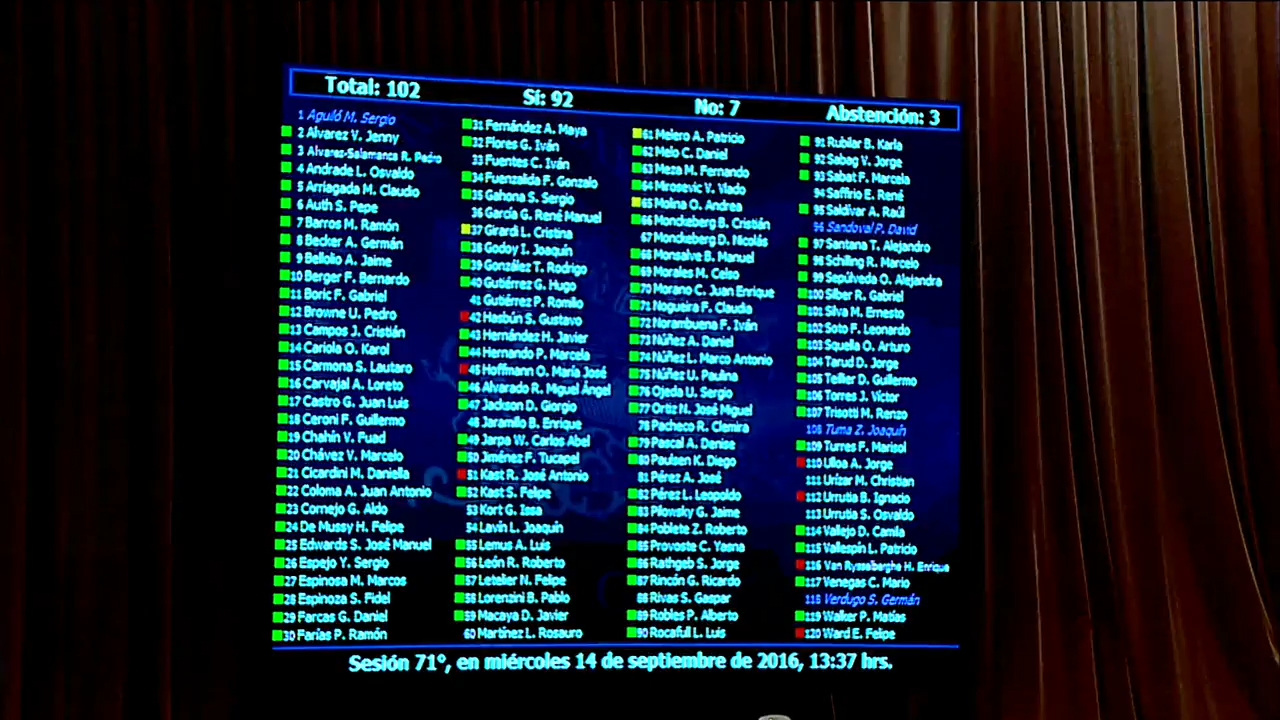 Total: 102
Sí: 92
No: 7
Abstención: 3
1 Aguiló M. Sergio
2 Alvarez V. Jenny
3 Alvarez-Salamanca R. Pedro
4 Andrade L. Osvaldo
5 Arriagada M. Claudio
6 Auth S. Pepe
7 Barros M. Ramón
8 Becker A. Germán
9 Bellolio A. Jaime
10 Berger F. Bernardo
11 Boric F. Gabriel
12 Browne U. Pedro
13 Campos J. Cristián
14 Cariola O. Karol
15 Carmona S. Lautaro
16 Carvajal A. Loreto
17 Castro G. Juan Luis
18 Ceroni F. Guillermo
19 Chahín V. Fuad
20 Chávez V. Marcelo
21 Cicardini M. Daniella
22 Coloma A. Juan Antonio
23 Cornejo G. Aldo
24 De Mussy H. Felipe
25 Edwards S. José Manuel
26 Espejo Y. Sergio
27 Espinosa M. Marcos
28 Espinoza S. Fidel
29 Farcas G. Daniel
30 Farías P. Ramón
31 Fernández A. Maya
32 Flores G. Iván
33 Fuentes C. Iván
34 Fuenzalida F. Gonzalo
35 Gahona S. Sergio
36 García G. René Manuel
37 Girardi L. Cristina
38 Godoy I. Joaquín
39 González T. Rodrigo
40 Gutiérrez G. Hugo
41 Gutiérrez P. Romilio
42 Hasbún S. Gustavo
43 Hernández H. Javier
44 Hernando P. Marcela
45 Hoffmann O. María José
46 Alvarado R. Miguel Ángel
47 Jackson D. Giorgio
48 Jaramillo B. Enrique
49 Jarpa W. Carlos Abel
50 Jiménez F. Tucapel
51 Kast R. José Antonio
52 Kast S. Felipe
53 Kort G. Issa
54 Lavín L. Joaquín
55 Lemus A. Luis
56 León R. Roberto
57 Letelier N. Felipe
58 Lorenzini B. Pablo
59 Macaya D. Javier
60 Martínez L. Rosauro
61 Melero A. Patricio
62 Melo C. Daniel
63 Meza M. Fernando
64 Mirosevic V. Vlado
65 Molina O. Andrea
66 Monckeberg B. Cristián
67 Monckeberg D. Nicolás
68 Monsalve B. Manuel
69 Morales M. Celso
70 Morano C. Juan Enrique
71 Nogueira F. Claudia
72 Norambuena F. Iván
73 Núñez A. Daniel
74 Núñez L. Marco Antonio
75 Núñez U. Paulina
76 Ojeda U. Sergio
77 Ortiz N. José Miguel
78 Pacheco R. Clemira
79 Pascal A. Denise
80 Paulsen K. Diego
81 Pérez A. José
82 Pérez L. Leopoldo
83 Pilowsky G. Jaime
84 Poblete Z. Roberto
85 Provoste C. Yasna
86 Rathgeb S. Jorge
87 Rincón G. Ricardo
88 Rivas S. Gaspar
89 Robles P. Alberto
90 Rocafull L. Luis
91 Rubilar B. Karla
92 Sabag V. Jorge
93 Sabat F. Marcela
94 Saffirio E. René
95 Saldívar A. Raúl
96 Sandoval P. David
97 Santana T. Alejandro
98 Schilling R. Marcelo
99 Sepúlveda O. Alejandra
100 Silber R. Gabriel
101 Silva M. Ernesto
102 Soto F. Leonardo
103 Squella O. Arturo
104 Tarud D. Jorge
105 Teillier D. Guillermo
106 Torres J. Víctor
107 Trisotti M. Renzo
108 Tuma Z. Joaquín
109 Turres F. Marisol
110 Ulloa A. Jorge
111 Urízar M. Christian
112 Urrutia B. Ignacio
113 Urrutia S. Osvaldo
114 Vallejo D. Camila
115 Vallespín L. Patricio
116 Van Rysselberghe H. Enrique
117 Venegas C. Mario
118 Verdugo S. Germán
119 Walker P. Matías
120 Ward E. Felipe
Sesión 71°, en miércoles 14 de septiembre de 2016, 13:37 hrs.